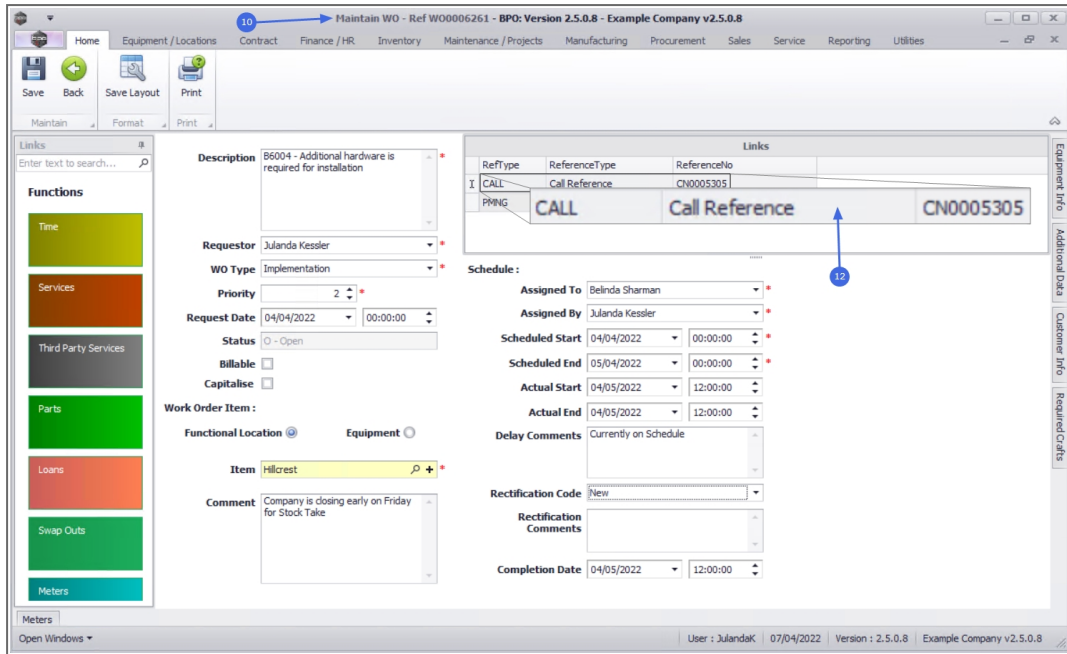 10
Maintain WO - Ref WO0006261 - BPO: Version 2.5.0.8 - Example Company v2.5.0.8
bpo
Home Equipment / Locations Contract Finance / HR Inventory Maintenance / Projects Manufacturing Procurement Sales Service Reporting Utilities
Save Back Save Layout Print
Maintain Format Print
Links
Enter text to search...
Functions
Time
Services
Third Party Services
Parts
Loans
Swap Outs
Meters
Description B6004 - Additional hardware is
required for installation *
Requestor Julanda Kessler *
WO Type Implementation *
Priority 2 *
Request Date 04/04/2022 00:00:00
Status O - Open
Billable
Capitalise
Work Order Item :
Functional Location Equipment
Item Hillcrest *
Comment Company is closing early on Friday
for Stock Take
Links
RefType ReferenceType ReferenceNo
CALL Call Reference CN0005305
PMNG
CALL Call Reference CN0005305
12
Schedule :
Assigned To Belinda Sharman *
Assigned By Julanda Kessler *
Scheduled Start 04/04/2022 00:00:00 *
Scheduled End 05/04/2022 00:00:00 *
Actual Start 04/05/2022 12:00:00
Actual End 04/05/2022 12:00:00
Delay Comments Currently on Schedule
Rectification Code New
Rectification
Comments
Completion Date 04/05/2022 12:00:00
Equipment Info
Additional Data
Customer Info
Required Crafts
Meters
Open Windows User : JulandaK 07/04/2022 Version : 2.5.0.8 Example Company v2.5.0.8